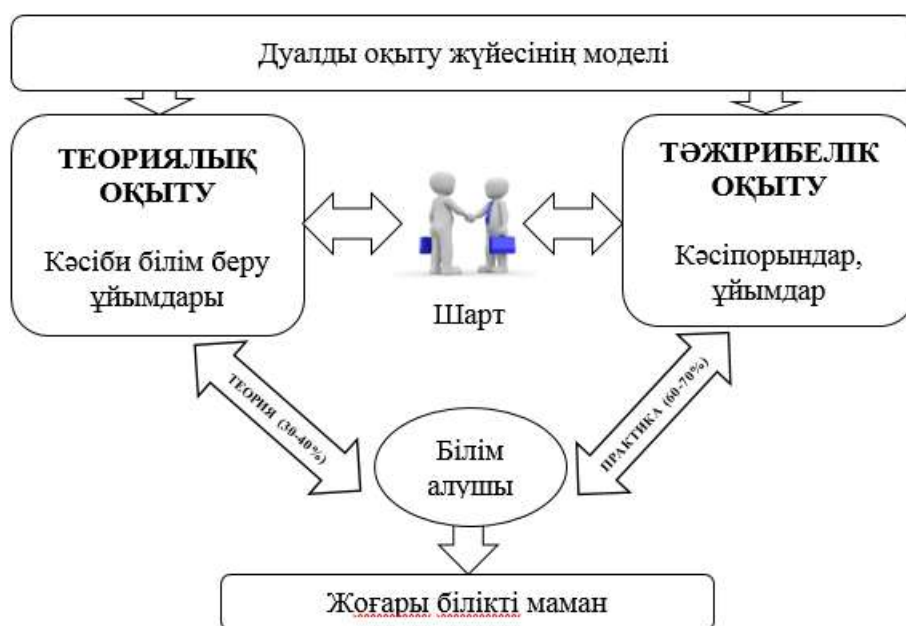 Дуалды оқыту жүйесінің моделі
ТЕОРИЯЛЫҚ
ОҚЫТУ
Кәсіби білім беру
ұйымдары
Шарт
ТӘЖІРИБЕЛІК
ОҚЫТУ
Кәсіпорындар,
ұйымдар
ТЕОРИЯ (30-40%)
ПРАКТИКА (60-70%)
Білім
алушы
Жоғары білікті маман